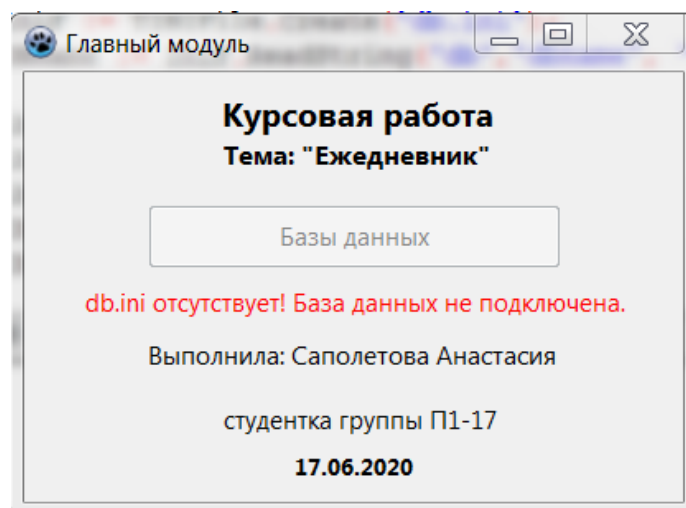 Главный модуль
Курсовая работа
Тема: "Ежедневник"
Базы данных
db.ini отсутствует! База данных не подключена.
Выполнила: Саполетова Анастасия
студентка группы П1-17
17.06.2020